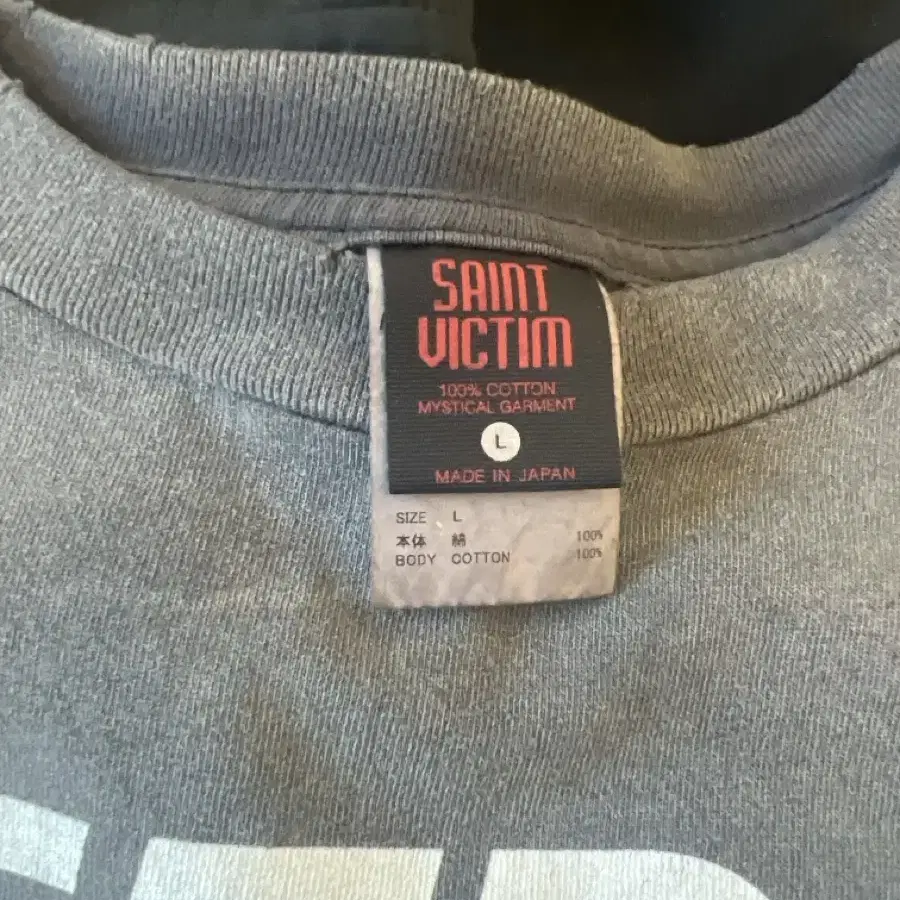 SAINT
VICTIM
100% COTTON
MYSTICAL GARMENT
L
MADE IN JAPAN
SIZE L
本体 綿 100%
BODY COTTON 100%